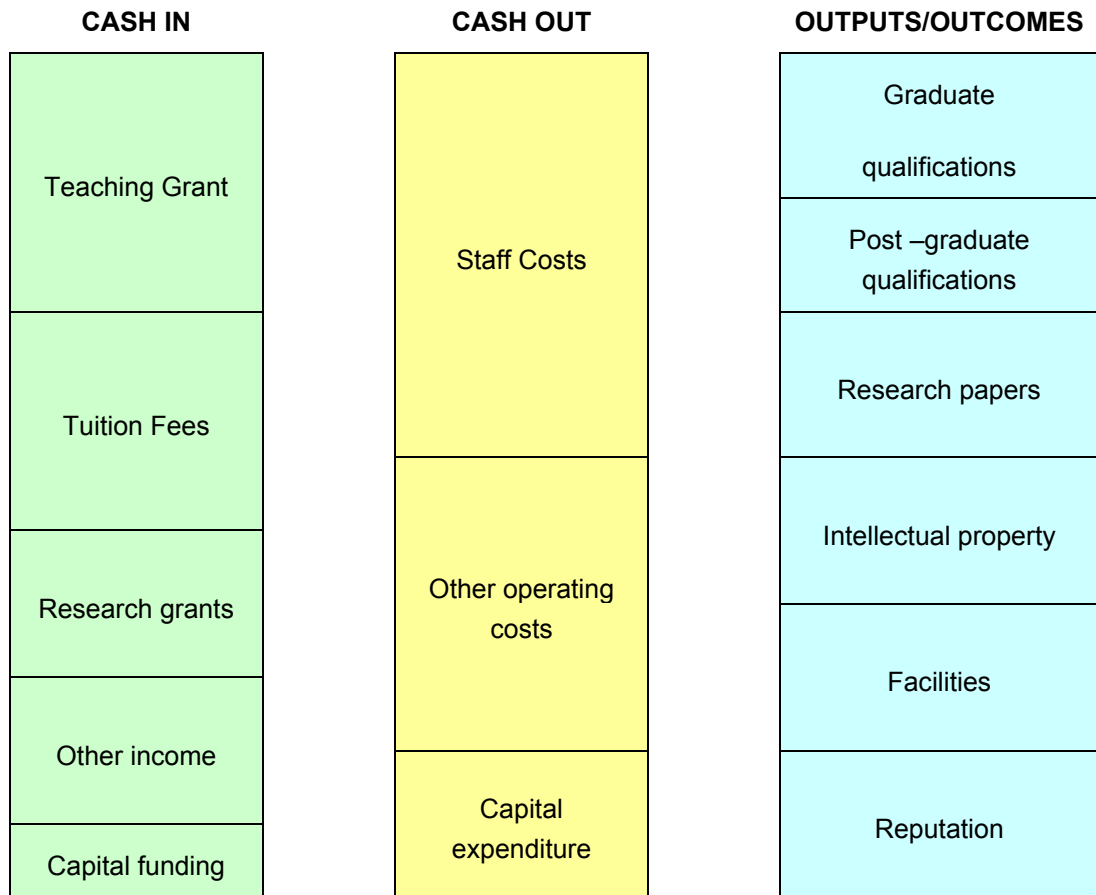 CASH IN
Teaching Grant
Tuition Fees
Research grants
Other income
Capital funding
CASH OUT
Staff Costs
Other operating
costs
Capital
expenditure
OUTPUTS/OUTCOMES
Graduate
qualifications
Post –graduate
qualifications
Research papers
Intellectual property
Facilities
Reputation